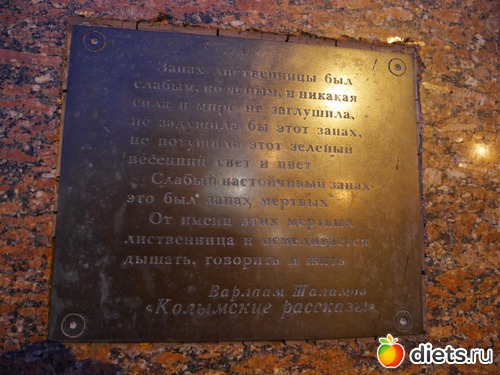 Запах лиственницы был
слабым, но ясным, и никакая
сила в мире не заглушила,
не задушила бы этот запах,
не потушила этот зеленый
весенний свет и цвет
Слабый настойчивый запах-
это был запах мертвых
От имени этих мертвых
лиственница и осмеливается
дышать, говорить и жить
Варлаам Шаламов
«Колымские рассказы»
diets.ru